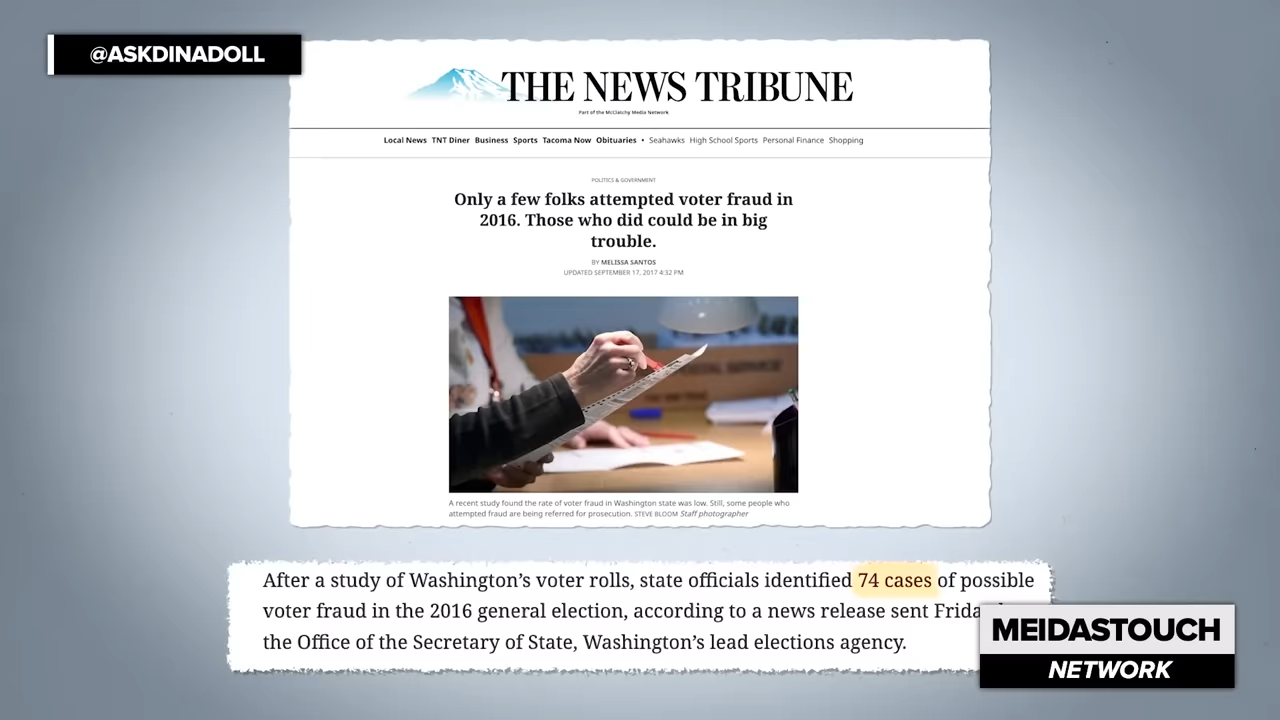 @ASKDINADOLL
THE NEWS TRIBUNE
Part of the McClatchy Media Network
Local News TNT Diner Business Sports Tacoma Now Obituaries • Seahawks High School Sports Personal Finance Shopping
POLITICS & GOVERNMENT
Only a few folks attempted voter fraud in
2016. Those who did could be in big
trouble.
BY MELISSA SANTOS
UPDATED SEPTEMBER 17, 2017 4:32 PM
A recent study found the rate of voter fraud in Washington state was low. Still, some people who
attempted fraud are being referred for prosecution. STEVE BLOOM Staff photographer
After a study of Washington's voter rolls, state officials identified 74 cases of possible
voter fraud in the 2016 general election, according to a news release sent
the Office of the Secretary of State, Washington's lead elections agency.
MEIDASTOUCH
NETWORK